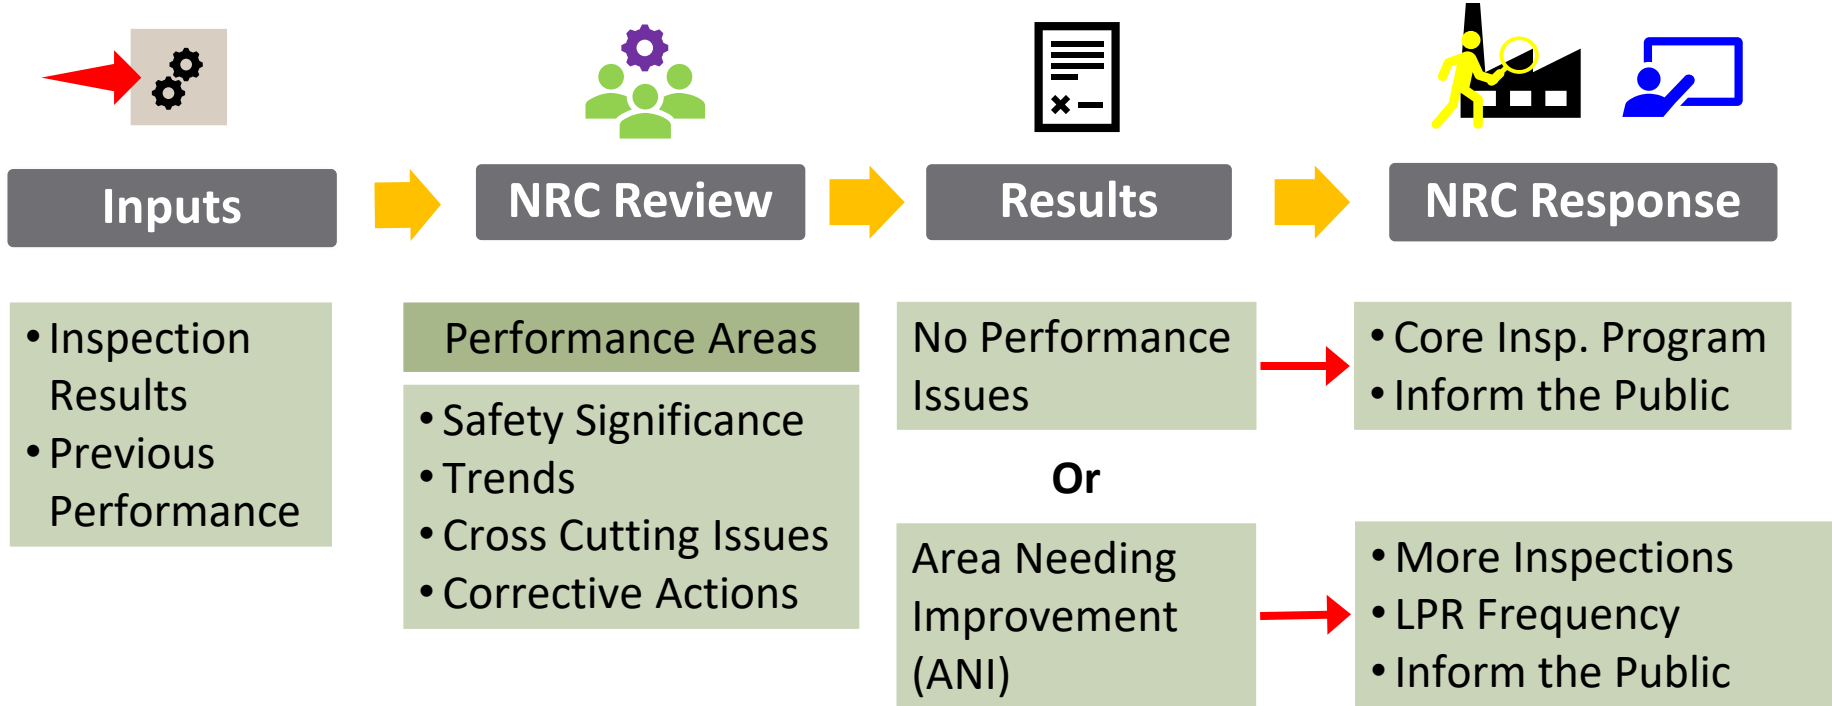 Inputs
NRC Review
Results
NRC Response
• Inspection
Results
• Previous
Performance
Performance Areas
• Safety Significance
• Trends
• Cross Cutting Issues
• Corrective Actions
No Performance
Issues
Or
Area Needing
Improvement
(ANI)
• Core Insp. Program
• Inform the Public
• More Inspections
• LPR Frequency
• Inform the Public